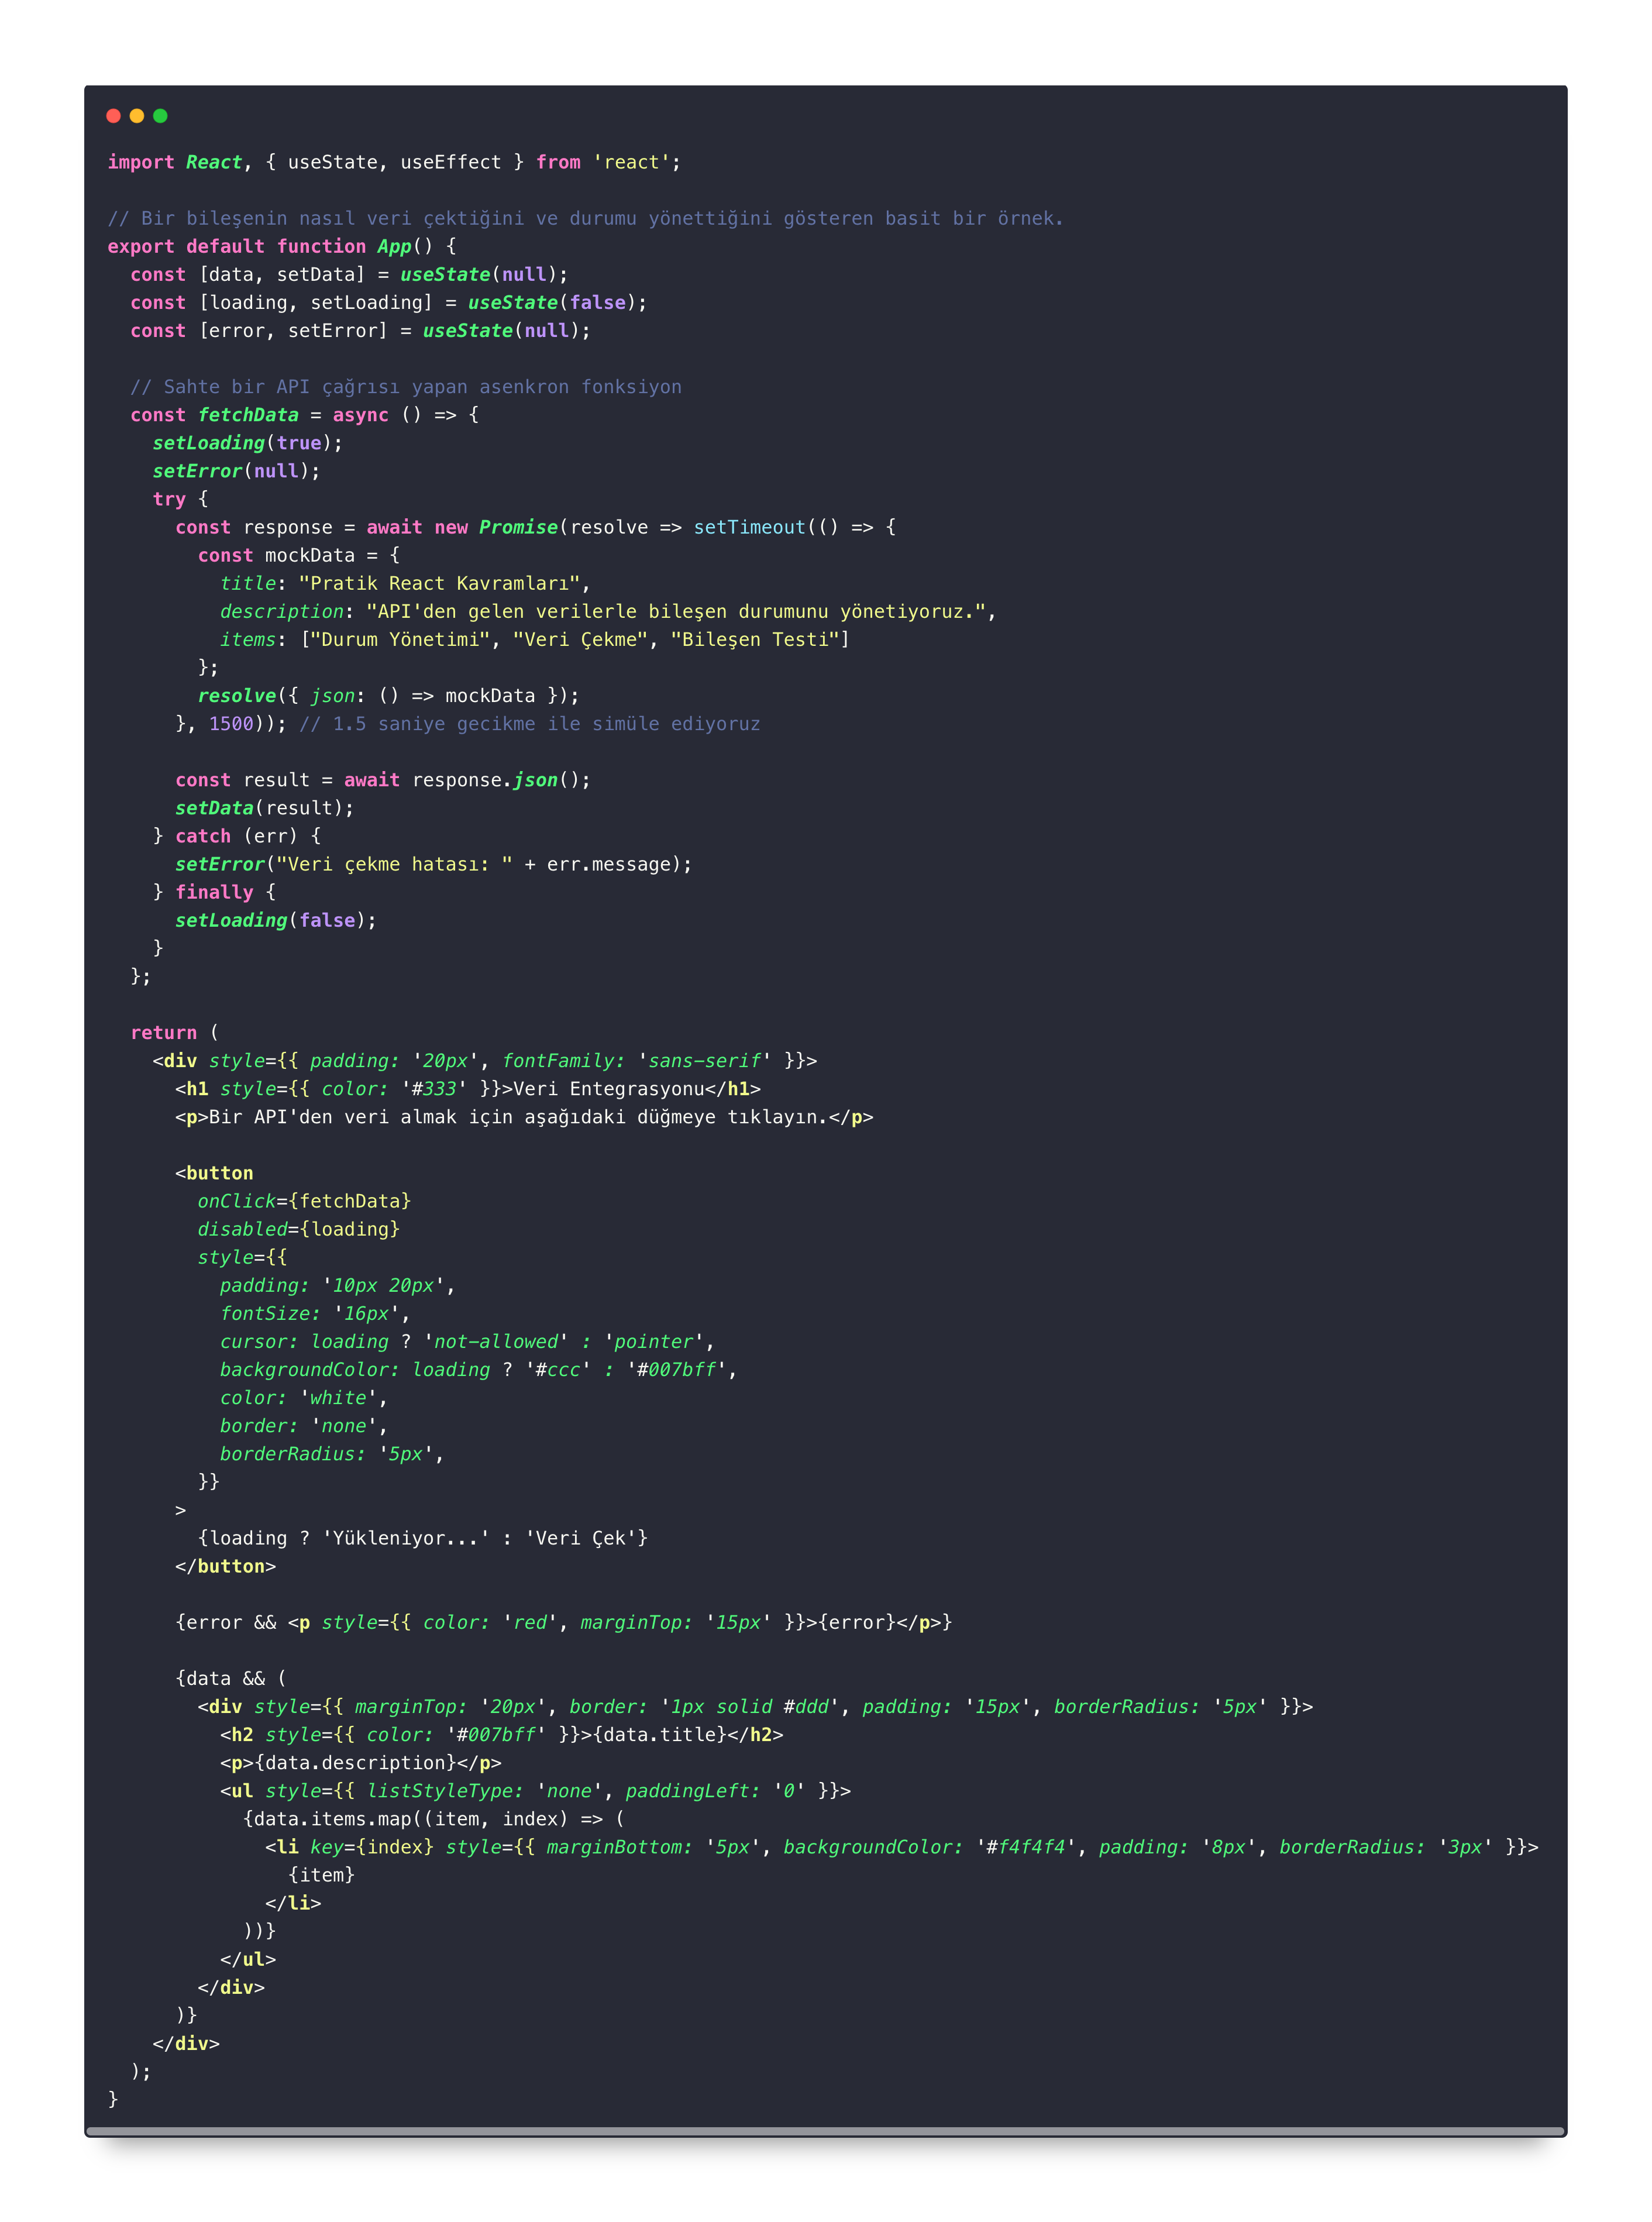 import React, { useState, useEffect } from 'react';
// Bir bileşenin nasıl veri çektiğini ve durumu yönettiğini gösteren basit bir örnek.
export default function App() {
  const [data, setData] = useState(null);
  const [loading, setLoading] = useState(false);
  const [error, setError] = useState(null);
  // Sahte bir API çağrısı yapan asenkron fonksiyon
  const fetchData = async () => {
    setLoading(true);
    setError(null);
    try {
      const response = await new Promise(resolve => setTimeout(() => {
        const mockData = {
          title: "Pratik React Kavramları",
          description: "API'den gelen verilerle bileşen durumunu yönetiyoruz.",
          items: ["Durum Yönetimi", "Veri Çekme", "Bileşen Testi"]
        };
        resolve({ json: () => mockData });
      }, 1500)); // 1.5 saniye gecikme ile simüle ediyoruz
      const result = await response.json();
      setData(result);
    } catch (err) {
      setError("Veri çekme hatası: " + err.message);
    } finally {
      setLoading(false);
    }
  };
  return (
    <div style={{ padding: '20px', fontFamily: 'sans-serif' }}>
      <h1 style={{ color: '#333' }}>Veri Entegrasyonu</h1>
      <p>Bir API'den veri almak için aşağıdaki düğmeye tıklayın.</p>
      <button
        onClick={fetchData}
        disabled={loading}
        style={{
          padding: '10px 20px',
          fontSize: '16px',
          cursor: loading ? 'not-allowed' : 'pointer',
          backgroundColor: loading ? '#ccc' : '#007bff',
          color: 'white',
          border: 'none',
          borderRadius: '5px',
        }}
      >
        {loading ? 'Yükleniyor...' : 'Veri Çek'}
      </button>
      {error && <p style={{ color: 'red', marginTop: '15px' }}>{error}</p>}
      {data && (
        <div style={{ marginTop: '20px', border: '1px solid #ddd', padding: '15px', borderRadius: '5px' }}>
          <h2 style={{ color: '#007bff' }}>{data.title}</h2>
          <p>{data.description}</p>
          <ul style={{ listStyleType: 'none', paddingLeft: '0' }}>
            {data.items.map((item, index) => (
              <li key={index} style={{ marginBottom: '5px', backgroundColor: '#f4f4f4', padding: '8px', borderRadius: '3px' }}>
                {item}
              </li>
            ))}
          </ul>
        </div>
      )}
    </div>
  );
}